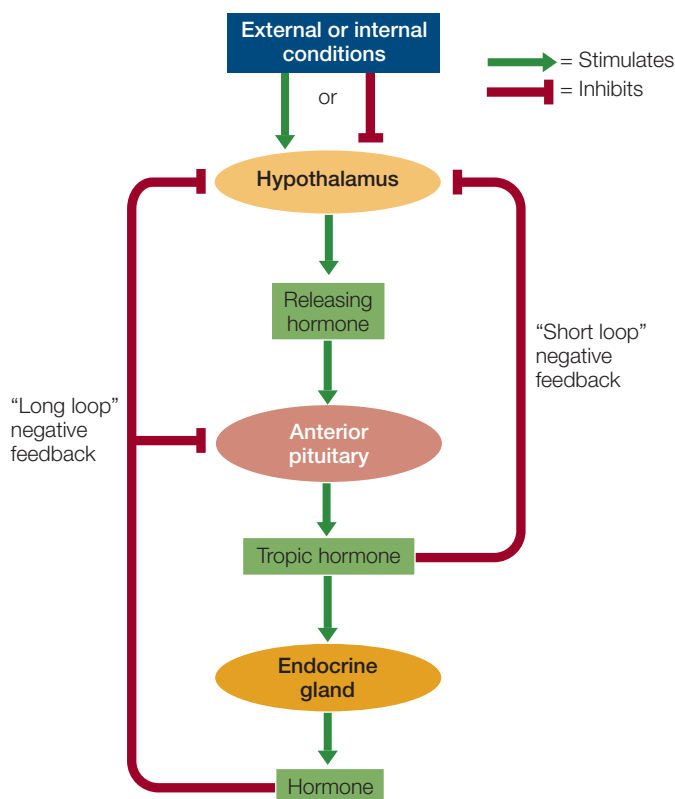 External or internal
conditions
= Stimulates
= Inhibits
or
Hypothalamus
Releasing
hormone
“Short loop”
negative
feedback
“Long loop”
negative
feedback
Anterior
pituitary
Tropic hormone
Endocrine
gland
Hormone